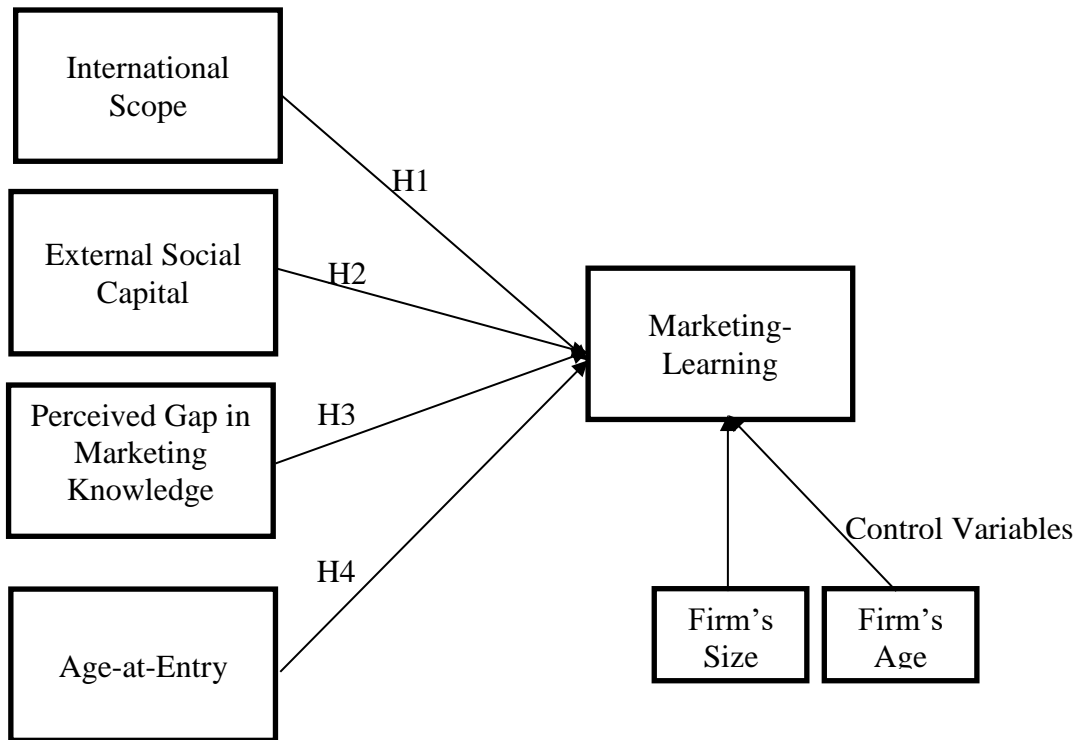 International
Scope
H1
External Social
Capital
H2
Marketing-
Learning
Perceived Gap in
Marketing
Knowledge
H3
Control Variables
H4
Age-at-Entry
Firm's
Size
Firm's
Age